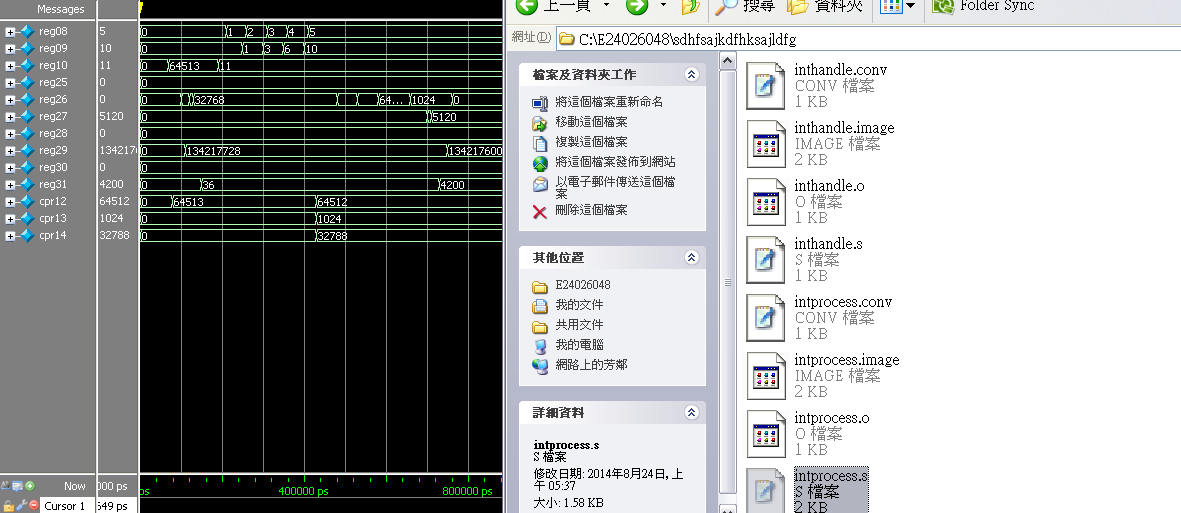 Messages
reg08 5 0 1 2 3 4 5
reg09 10 0 1 3 6 10
reg10 11 0 64513 11
reg25 0 0
reg26 0 0 32768 64... 1024 0
reg27 5120 0 5120
reg28 0 0
reg29 134217 0 134217728 134217600
reg30 0 0
reg31 4200 0 36 4200
cpr12 64512 0 64513 64512
cpr13 1024 0 1024
cpr14 32788 0 32788
Now 000 ps ps 400000 ps 800000 ps
Cursor 1 549 ps
上一頁 搜尋 資料夾 Folder Sync
網址(D) C:\E24026048\sdhfsajkdfhksajldfg
檔案及資料夾工作
將這個檔案重新命名
移動這個檔案
複製這個檔案
將這個檔案發佈到網站
以電子郵件傳送這個檔
案
刪除這個檔案
其他位置
E24026048
我的文件
共用文件
我的電腦
網路上的芳鄰
詳細資料
intprocess.s
S 檔案
修改日期: 2014年8月24日, 上
午 05:37
大小: 1.58 KB
inthandle.conv
CONV 檔案
1 KB
inthandle.image
IMAGE 檔案
2 KB
inthandle.o
O 檔案
1 KB
inthandle.s
S 檔案
1 KB
intprocess.conv
CONV 檔案
1 KB
intprocess.image
IMAGE 檔案
2 KB
intprocess.o
O 檔案
1 KB
intprocess.s
S 檔案
2 KB